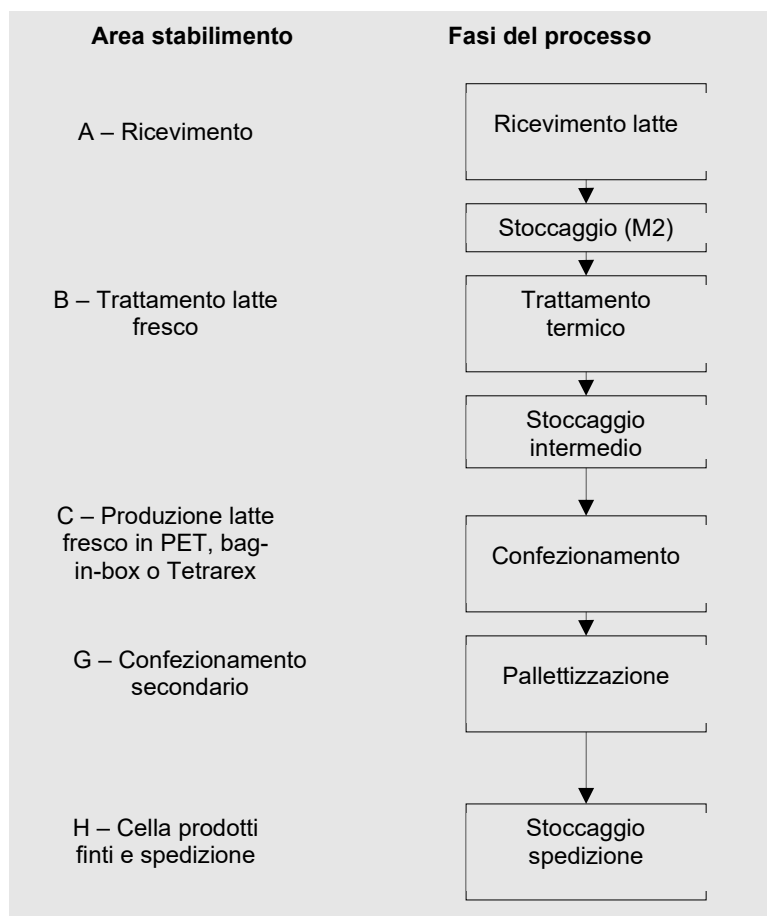 Area stabilimento
Fasi del processo
A – Ricevimento
Ricevimento latte
Stoccaggio (M2)
B – Trattamento latte
fresco
Trattamento
termico
Stoccaggio
intermedio
C – Produzione latte
fresco in PET, bag-
in-box o Tetrarex
Confezionamento
G – Confezionamento
secondario
Pallettizzazione
H – Cella prodotti
finti e spedizione
Stoccaggio
spedizione